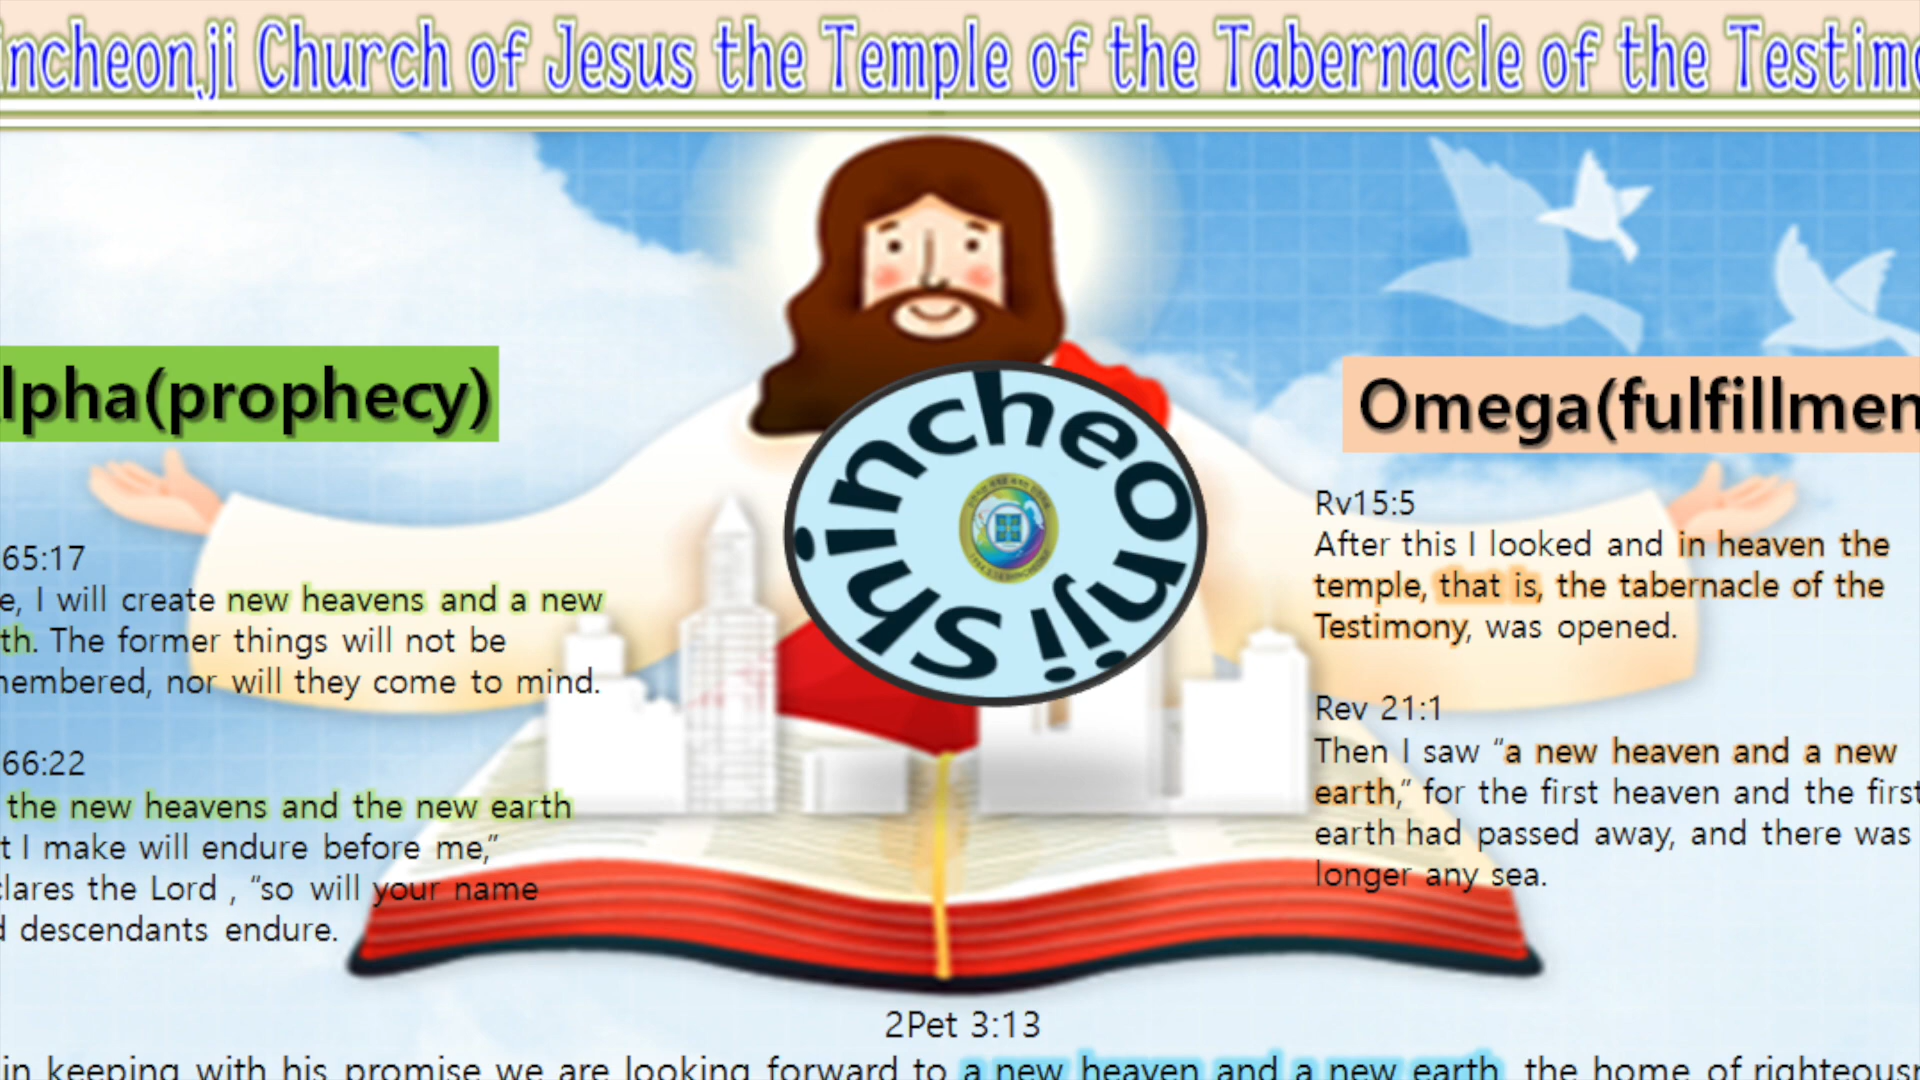 incheonji Church of Jesus the Temple of the Tabernacle of the Testimo
lpha(prophecy)
65:17
e, I will create new heavens and a new
th. The former things will not be
membered, nor will they come to mind.
66:22
the new heavens and the new earth
t I make will endure before me,”
clares the Lord , “so will your name
d descendants endure.
Shincheonji
Omega(fulfillmen
Rv15:5
After this I looked and in heaven the
temple, that is, the tabernacle of the
Testimony, was opened.
Rev 21:1
Then I saw “a new heaven and a new
earth,” for the first heaven and the first
earth had passed away, and there was
longer any sea.
2Pet 3:13
in keeping with his promise we are looking forward to a new heaven and a new earth, the home of righteousn